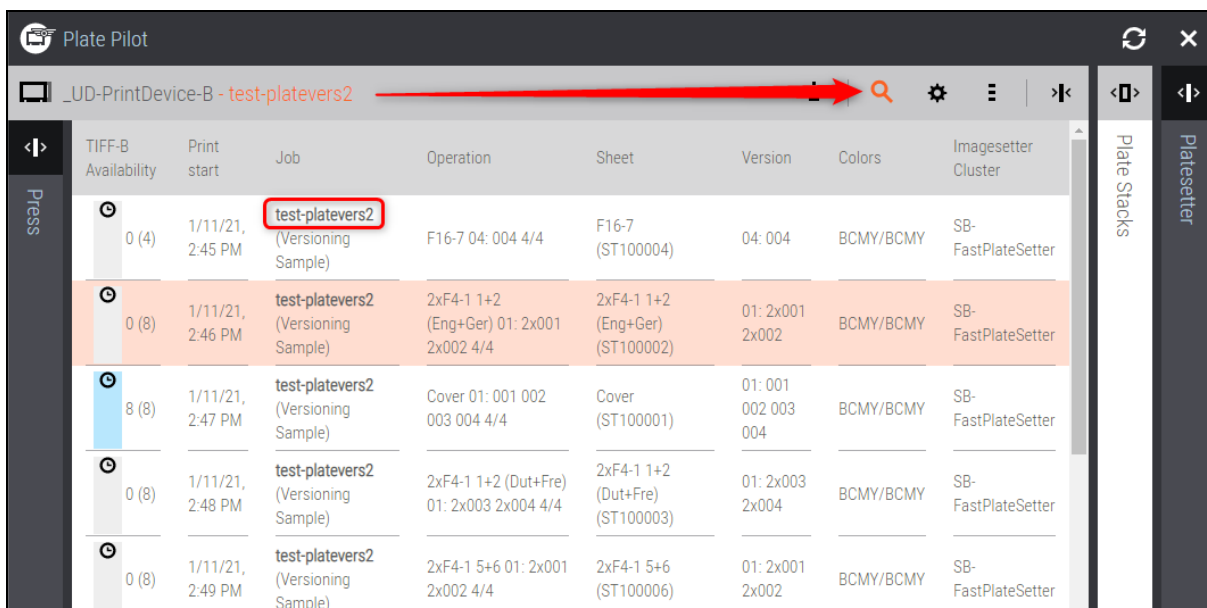 Plate Pilot
_UD-PrintDevice-B - test-platevers2
Press
TIFF-B Availability
Print start
Job
Operation
Sheet
Version
Colors
Imagesetter Cluster
0 (4)
1/11/21, 2:45 PM
test-platevers2 (Versioning Sample)
F16-7 04: 004 4/4
F16-7 (ST100004)
04: 004
BCMY/BCMY
SB-FastPlateSetter
0 (8)
1/11/21, 2:46 PM
test-platevers2 (Versioning Sample)
2xF4-1 1+2 (Eng+Ger) 01: 2x001 2x002 4/4
2xF4-1 1+2 (Eng+Ger) (ST100002)
01: 2x001 2x002
BCMY/BCMY
SB-FastPlateSetter
8 (8)
1/11/21, 2:47 PM
test-platevers2 (Versioning Sample)
Cover 01: 001 002 003 004 4/4
Cover (ST100001)
01: 001 002 003 004
BCMY/BCMY
SB-FastPlateSetter
0 (8)
1/11/21, 2:48 PM
test-platevers2 (Versioning Sample)
2xF4-1 1+2 (Dut+Fre) 01: 2x003 2x004 4/4
2xF4-1 1+2 (Dut+Fre) (ST100003)
01: 2x003 2x004
BCMY/BCMY
SB-FastPlateSetter
0 (8)
1/11/21, 2:49 PM
test-platevers2 (Versioning Sample)
2xF4-1 5+6 01: 2x001 2x002 4/4
2xF4-1 5+6 (ST100006)
01: 2x001 2x002
BCMY/BCMY
SB-FastPlateSetter
Plate Stacks
Platesetter